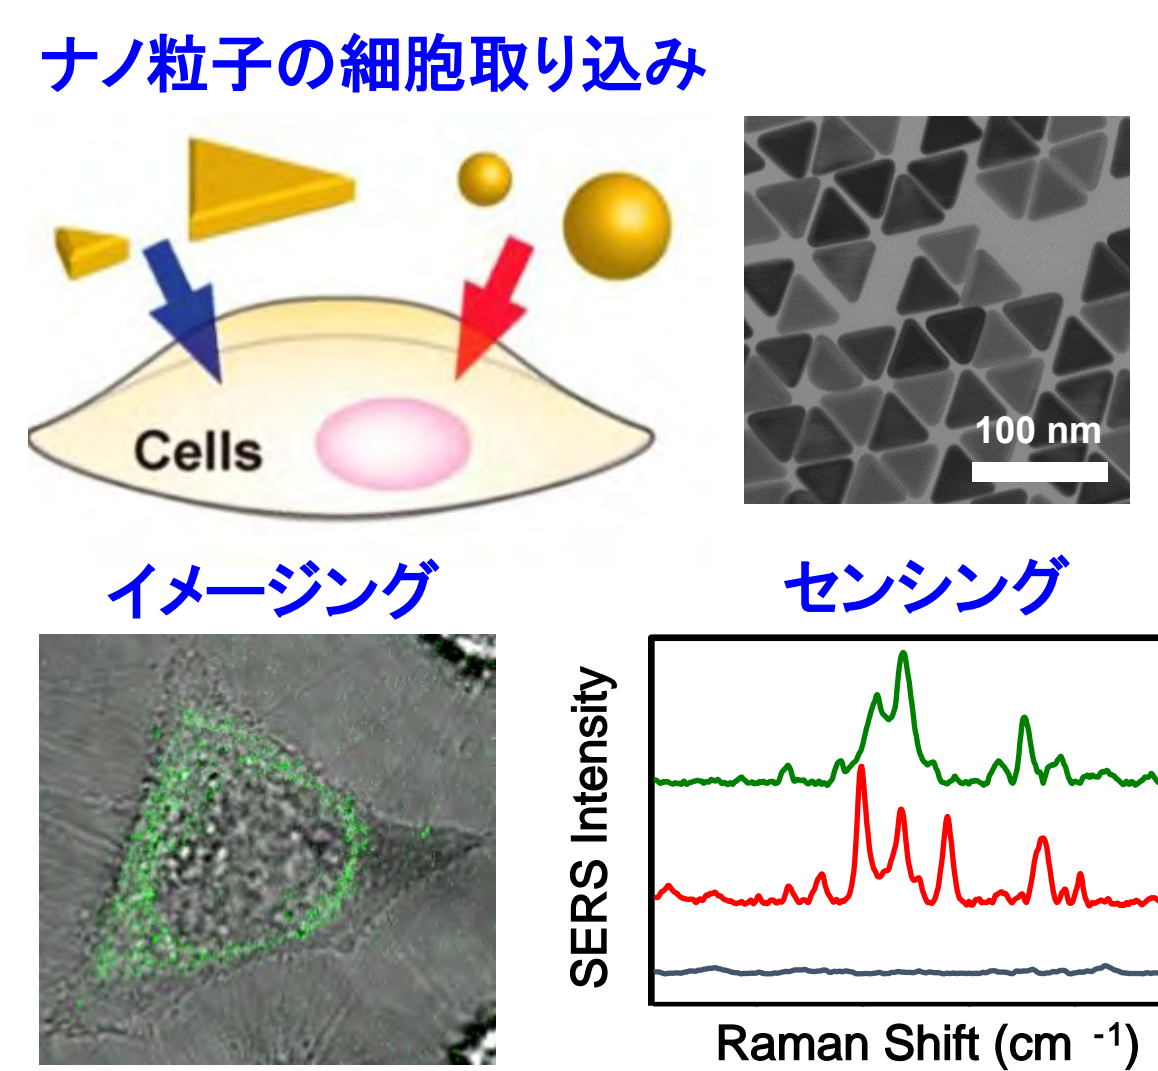 ナノ粒子の細胞取り込み
Cells
100 nm
イメージング
センシング
SERS Intensity
Raman Shift (cm -1)